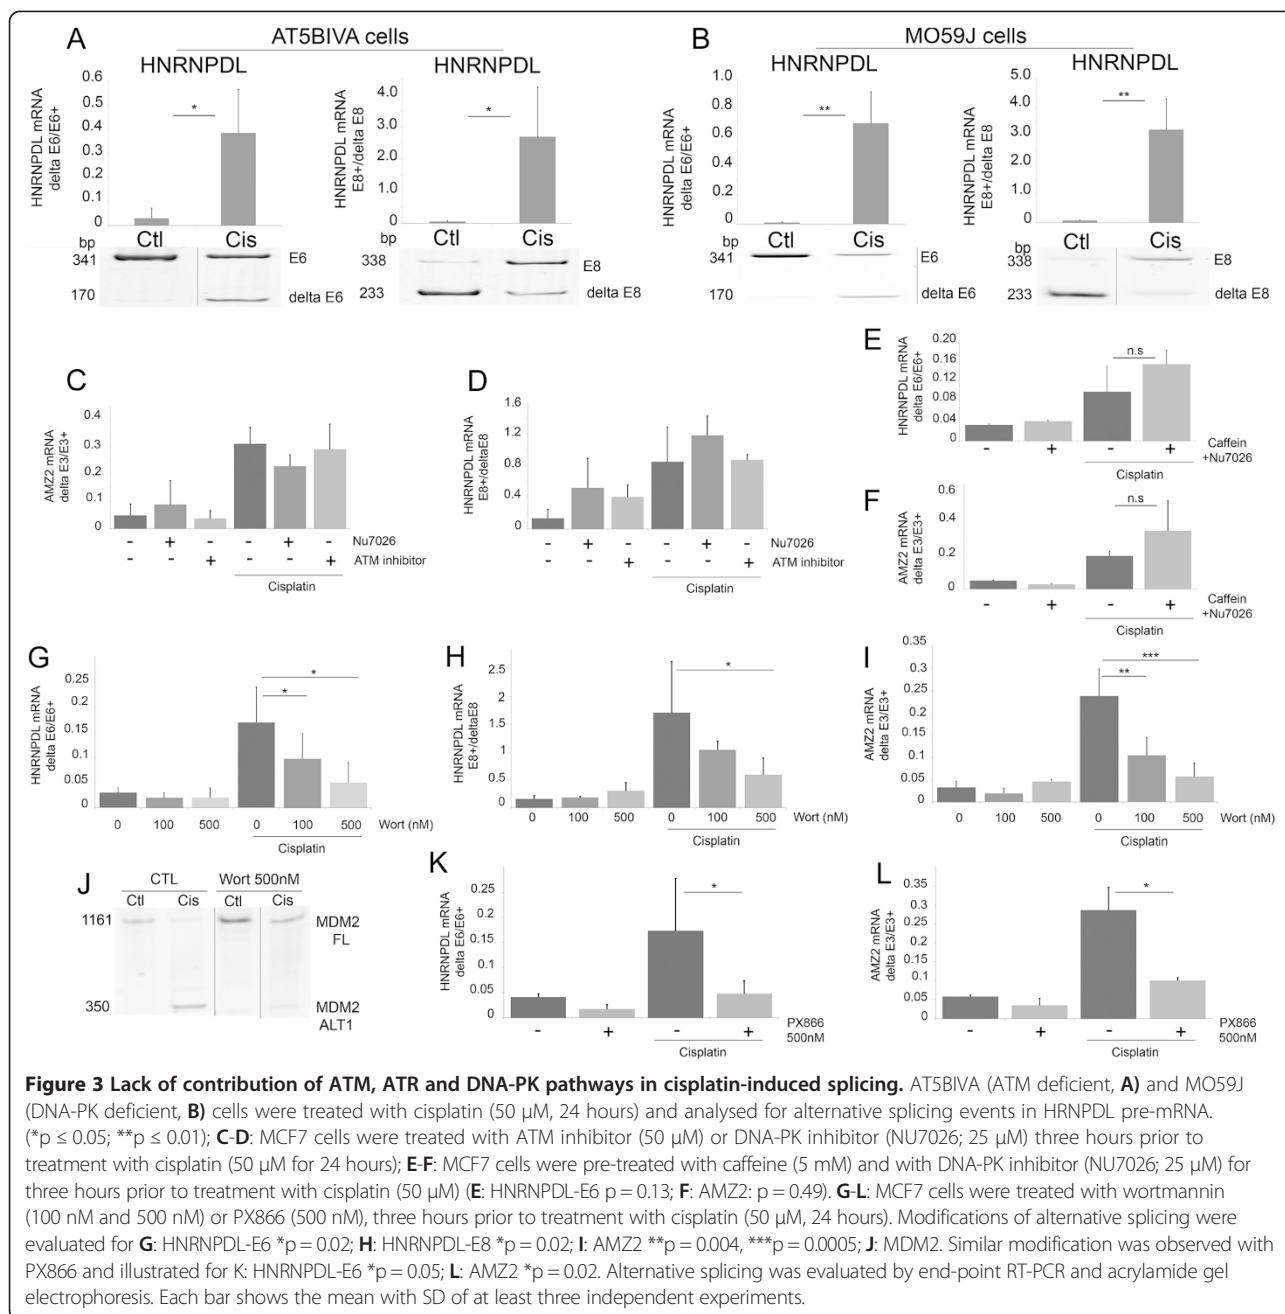 A AT5BIVA cells
HNRNPDL
HNRNPDL mRNA
delta E6/E6+
0.6
0.5
0.4
0.3
0.2
0.1
0
*
Ctl Cis
bp
341 E6
170 delta E6
HNRNPDL
HNRNPDL mRNA
E8+/delta E8
4.0
3.0
2.0
1.0
0
*
Ctl Cis
338 E8
233 delta E8
B MO59J cells
HNRNPDL
HNRNPDL mRNA
delta E6/E6+
1.0
0.8
0.6
0.4
0.2
0
**
Ctl Cis
bp
341 E6
170 delta E6
HNRNPDL
HNRNPDL mRNA
E8+/delta E8
5.0
4.0
3.0
2.0
1.0
0
**
Ctl Cis
bp
338 E8
233 delta E8
C
AMZ2 mRNA
delta E3/E3+
0.4
0.3
0.2
0.1
0
- + - - + - Nu7026
- - + - - + ATM inhibitor
Cisplatin
D
HNRNPDL mRNA
E8+/deltaE8
1.6
1.2
0.8
0.4
0
- + - - + - Nu7026
- - + - - + ATM inhibitor
Cisplatin
E
HNRNPDL mRNA
delta E6/E6+
0.20
0.16
0.12
0.08
0.04
0
n.s
- + - + Caffein
+Nu7026
Cisplatin
F
AMZ2 mRNA
delta E3/E3+
0.6
0.4
0.2
0
n.s
- + - + Caffein
+Nu7026
Cisplatin
G
HNRNPDL mRNA
delta E6/E6+
0.25
0.2
0.15
0.1
0.05
0
*
*
0 100 500 0 100 500 Wort (nM)
Cisplatin
H
HNRNPDL mRNA
E8+/deltaE8
2.5
2
1.5
1
0.5
0
*
0 100 500 0 100 500 Wort (nM)
Cisplatin
I
AMZ2 mRNA
delta E3/E3+
0.35
0.3
0.25
0.2
0.15
0.1
0.05
0
***
**
0 100 500 0 100 500 Wort (nM)
Cisplatin
J
CTL Wort 500nM
Ctl Cis Ctl Cis
1161 MDM2
FL
350 MDM2
ALT1
K
HNRNPDL mRNA
delta E6/E6+
0.25
0.2
0.15
0.1
0.05
0
*
- + - + PX866
500nM
Cisplatin
L
AMZ2 mRNA
delta E3/E3+
0.35
0.3
0.25
0.2
0.1
0.05
0
*
- + - + PX866
500nM
Cisplatin
Figure 3 Lack of contribution of ATM, ATR and DNA-PK pathways in cisplatin-induced splicing. AT5BIVA (ATM deficient, A) and MO59J
(DNA-PK deficient, B) cells were treated with cisplatin (50 µM, 24 hours) and analysed for alternative splicing events in HRNPDL pre-mRNA.
(*p ≤ 0.05; **p ≤ 0.01); C-D: MCF7 cells were treated with ATM inhibitor (50 µM) or DNA-PK inhibitor (NU7026; 25 µM) three hours prior to
treatment with cisplatin (50 µM for 24 hours); E-F: MCF7 cells were pre-treated with caffeine (5 mM) and with DNA-PK inhibitor (NU7026; 25 µM) for
three hours prior to treatment with cisplatin (50 µM) (E: HNRNPDL-E6 p = 0.13; F: AMZ2: p = 0.49). G-L: MCF7 cells were treated with wortmannin
(100 nM and 500 nM) or PX866 (500 nM), three hours prior to treatment with cisplatin (50 µM, 24 hours). Modifications of alternative splicing were
evaluated for G: HNRNPDL-E6 *p = 0.02; H: HNRNPDL-E8 *p = 0.02; I: AMZ2 **p = 0.004, ***p = 0.0005; J: MDM2. Similar modification was observed with
PX866 and illustrated for K: HNRNPDL-E6 *p = 0.05; L: AMZ2 *p = 0.02. Alternative splicing was evaluated by end-point RT-PCR and acrylamide gel
electrophoresis. Each bar shows the mean with SD of at least three independent experiments.